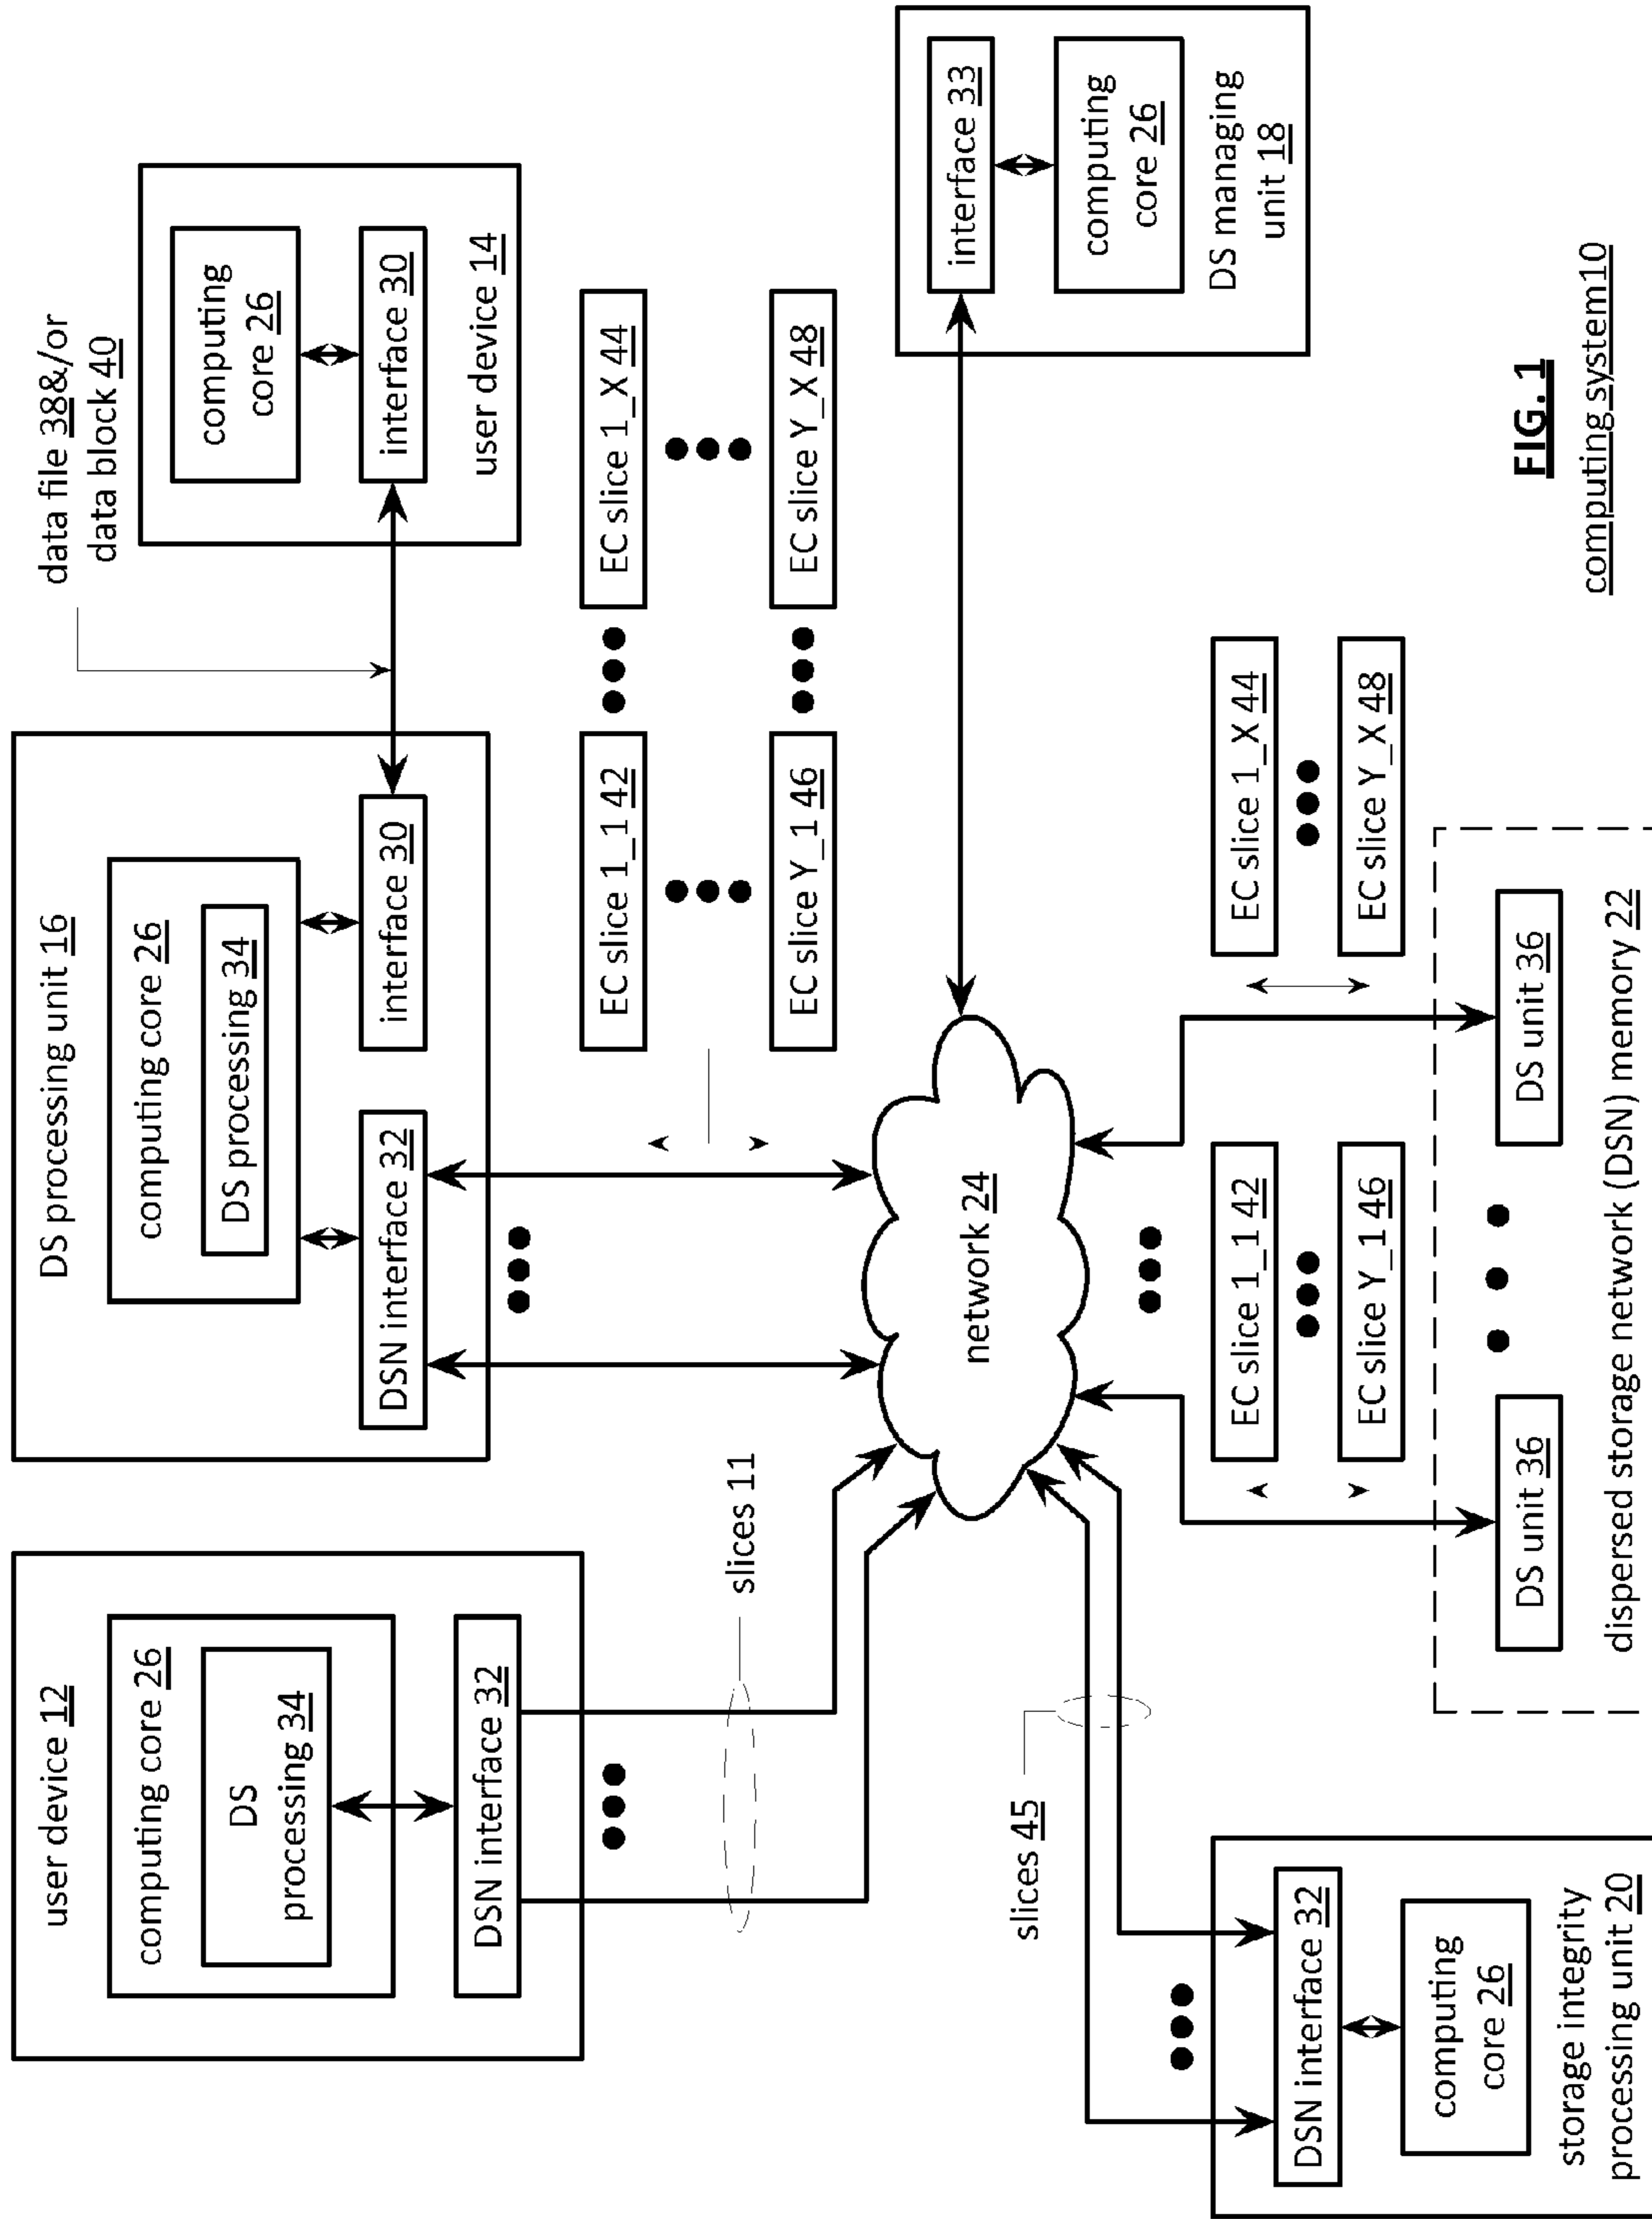 user device 12
computing core 26
DS
processing 34
DSN interface 32
slices 11
DS processing unit 16
computing core 26
DS processing 34
DSN interface 32
interface 30
data file 38&/or
data block 40
computing
core 26
interface 30
user device 14
EC slice 1_1 42
EC slice 1_X 44
EC slice Y_1 46
EC slice Y_X 48
network 24
interface 33
computing
core 26
DS managing
unit 18
slices 45
DSN interface 32
computing
core 26
storage integrity
processing unit 20
EC slice 1_1 42
EC slice Y_1 46
EC slice 1_X 44
EC slice Y_X 48
DS unit 36
DS unit 36
dispersed storage network (DSN) memory 22
FIG. 1
computing system10